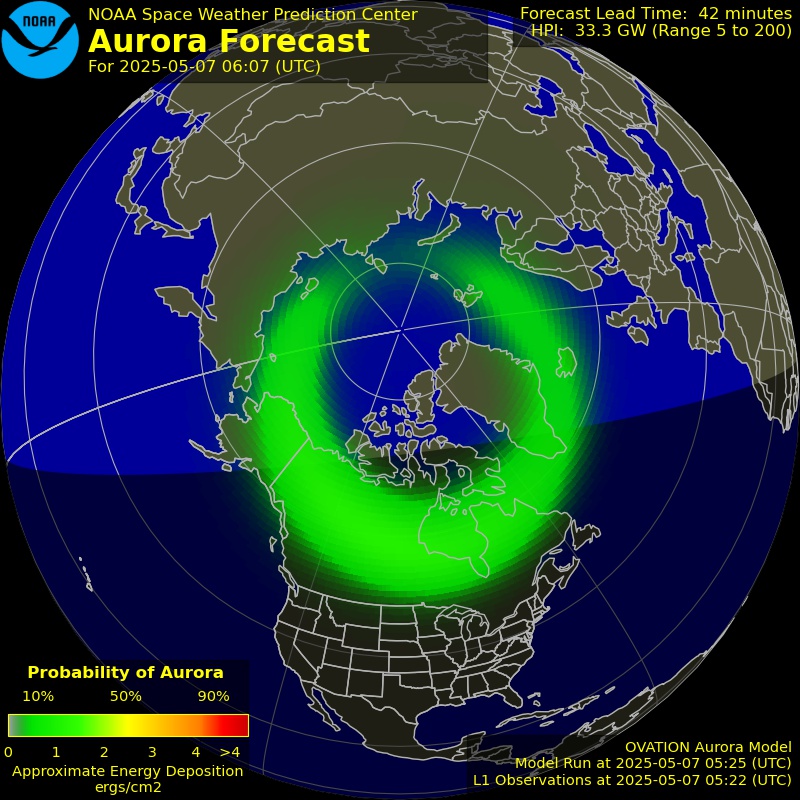 NOAA
NOAA Space Weather Prediction Center
Aurora Forecast
For 2025-05-07 06:07 (UTC)
Forecast Lead Time: 42 minutes
HPI: 33.3 GW (Range 5 to 200)
Probability of Aurora
10% 50% 90%
0 1 2 3 4 >4
Approximate Energy Deposition
ergs/cm2
OVATION Aurora Model
Model Run at 2025-05-07 05:25 (UTC)
L1 Observations at 2025-05-07 05:22 (UTC)